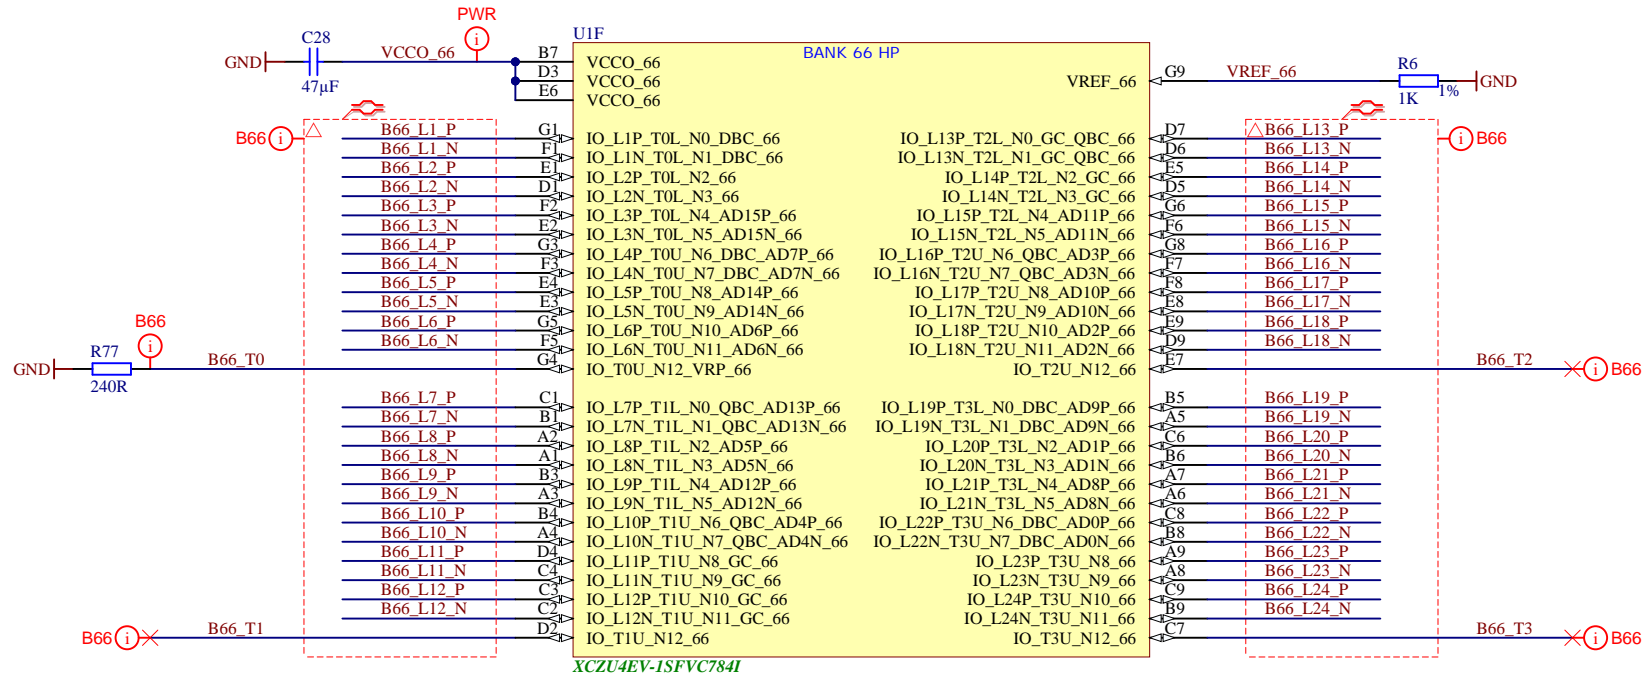 PWR
C28
U1F
GND VCCO_66 B7 VCCO_66 BANK 66 HP
47µF
D3 VCCO_66
VREF_66 G9 VREF_66 R6 GND
1K 1%
E6 VCCO_66
B66 B66_L1_P G1 IO_L1P_T0L_N0_DBC_66 IO_L13P_T2L_N0_GC_QBC_66 D7 B66_L13_P B66
B66_L1_N F1 IO_L1N_T0L_N1_DBC_66 IO_L13N_T2L_N1_GC_QBC_66 D6 B66_L13_N
B66_L2_P E1 IO_L2P_T0L_N2_66 IO_L14P_T2L_N2_GC_66 E5 B66_L14_P
B66_L2_N D1 IO_L2N_T0L_N3_66 IO_L14N_T2L_N3_GC_66 D5 B66_L14_N
B66_L3_P F2 IO_L3P_T0L_N4_AD15P_66 IO_L15P_T2L_N4_AD11P_66 G6 B66_L15_P
B66_L3_N E2 IO_L3N_T0L_N5_AD15N_66 IO_L15N_T2L_N5_AD11N_66 F6 B66_L15_N
B66_L4_P G3 IO_L4P_T0U_N6_DBC_AD7P_66 IO_L16P_T2U_N6_QBC_AD3P_66 G8 B66_L16_P
B66_L4_N F3 IO_L4N_T0U_N7_DBC_AD7N_66 IO_L16N_T2U_N7_QBC_AD3N_66 F7 B66_L16_N
B66_L5_P E4 IO_L5P_T0U_N8_AD14P_66 IO_L17P_T2U_N8_AD10P_66 F8 B66_L17_P
B66_L5_N E3 IO_L5N_T0U_N9_AD14N_66 IO_L17N_T2U_N9_AD10N_66 E8 B66_L17_N
B66_L6_P G5 IO_L6P_T0U_N10_AD6P_66 IO_L18P_T2U_N10_AD2P_66 E9 B66_L18_P
B66_L6_N F5 IO_L6N_T0U_N11_AD6N_66 IO_L18N_T2U_N11_AD2N_66 D9 B66_L18_N
B66
R77
GND B66_T0 G4 IO_T0U_N12_VRP_66 IO_T2U_N12_66 E7 B66_T2 B66
240R
B66_L7_P C1 IO_L7P_T1L_N0_QBC_AD13P_66 IO_L19P_T3L_N0_DBC_AD9P_66 B5 B66_L19_P
B66_L7_N B1 IO_L7N_T1L_N1_QBC_AD13N_66 IO_L19N_T3L_N1_DBC_AD9N_66 A5 B66_L19_N
B66_L8_P A2 IO_L8P_T1L_N2_AD5P_66 IO_L20P_T3L_N2_AD1P_66 C6 B66_L20_P
B66_L8_N A1 IO_L8N_T1L_N3_AD5N_66 IO_L20N_T3L_N3_AD1N_66 B6 B66_L20_N
B66_L9_P B3 IO_L9P_T1L_N4_AD12P_66 IO_L21P_T3L_N4_AD8P_66 A7 B66_L21_P
B66_L9_N A3 IO_L9N_T1L_N5_AD12N_66 IO_L21N_T3L_N5_AD8N_66 A6 B66_L21_N
B66_L10_P B4 IO_L10P_T1U_N6_QBC_AD4P_66 IO_L22P_T3U_N6_DBC_AD0P_66 C8 B66_L22_P
B66_L10_N A4 IO_L10N_T1U_N7_QBC_AD4N_66 IO_L22N_T3U_N7_DBC_AD0N_66 B8 B66_L22_N
B66_L11_P D4 IO_L11P_T1U_N8_GC_66 IO_L23P_T3U_N8_66 A9 B66_L23_P
B66_L11_N C4 IO_L11N_T1U_N9_GC_66 IO_L23N_T3U_N9_66 A8 B66_L23_N
B66_L12_P C3 IO_L12P_T1U_N10_GC_66 IO_L24P_T3U_N10_66 C9 B66_L24_P
B66_L12_N C2 IO_L12N_T1U_N11_GC_66 IO_L24N_T3U_N11_66 B9 B66_L24_N
B66 B66_T1 D2 IO_T1U_N12_66 IO_T3U_N12_66 C7 B66_T3 B66
XCZU4EV-1SFVC784I